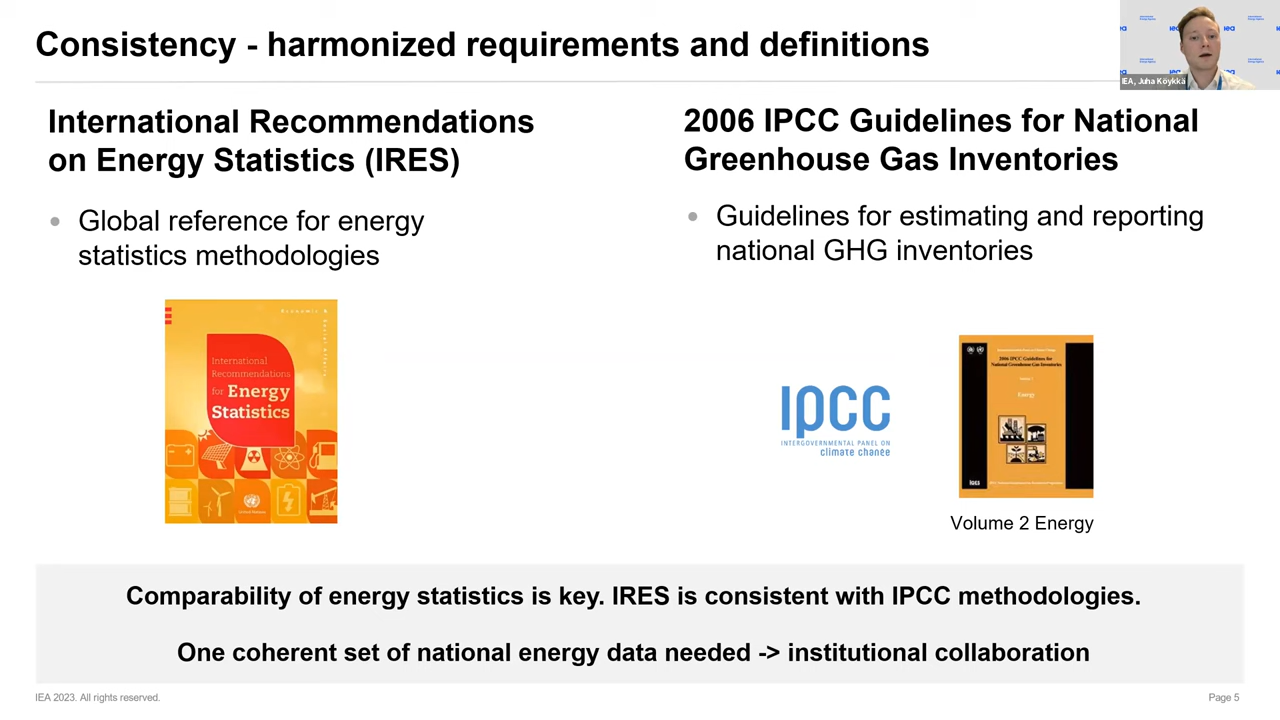 Consistency - harmonized requirements and definitions
IEA, Juha Köykkä
International Recommendations
on Energy Statistics (IRES)
Global reference for energy
statistics methodologies
International
Recommendations
for Energy
Statistics
United Nations
2006 IPCC Guidelines for National
Greenhouse Gas Inventories
Guidelines for estimating and reporting
national GHG inventories
ipcc
INTERGOVERNMENTAL PANEL ON
climate change
2006 IPCC Guidelines for
National Greenhouse Gas Inventories
Energy
Volume 2 Energy
Comparability of energy statistics is key. IRES is consistent with IPCC methodologies.
One coherent set of national energy data needed -> institutional collaboration
IEA 2023. All rights reserved.
Page 5